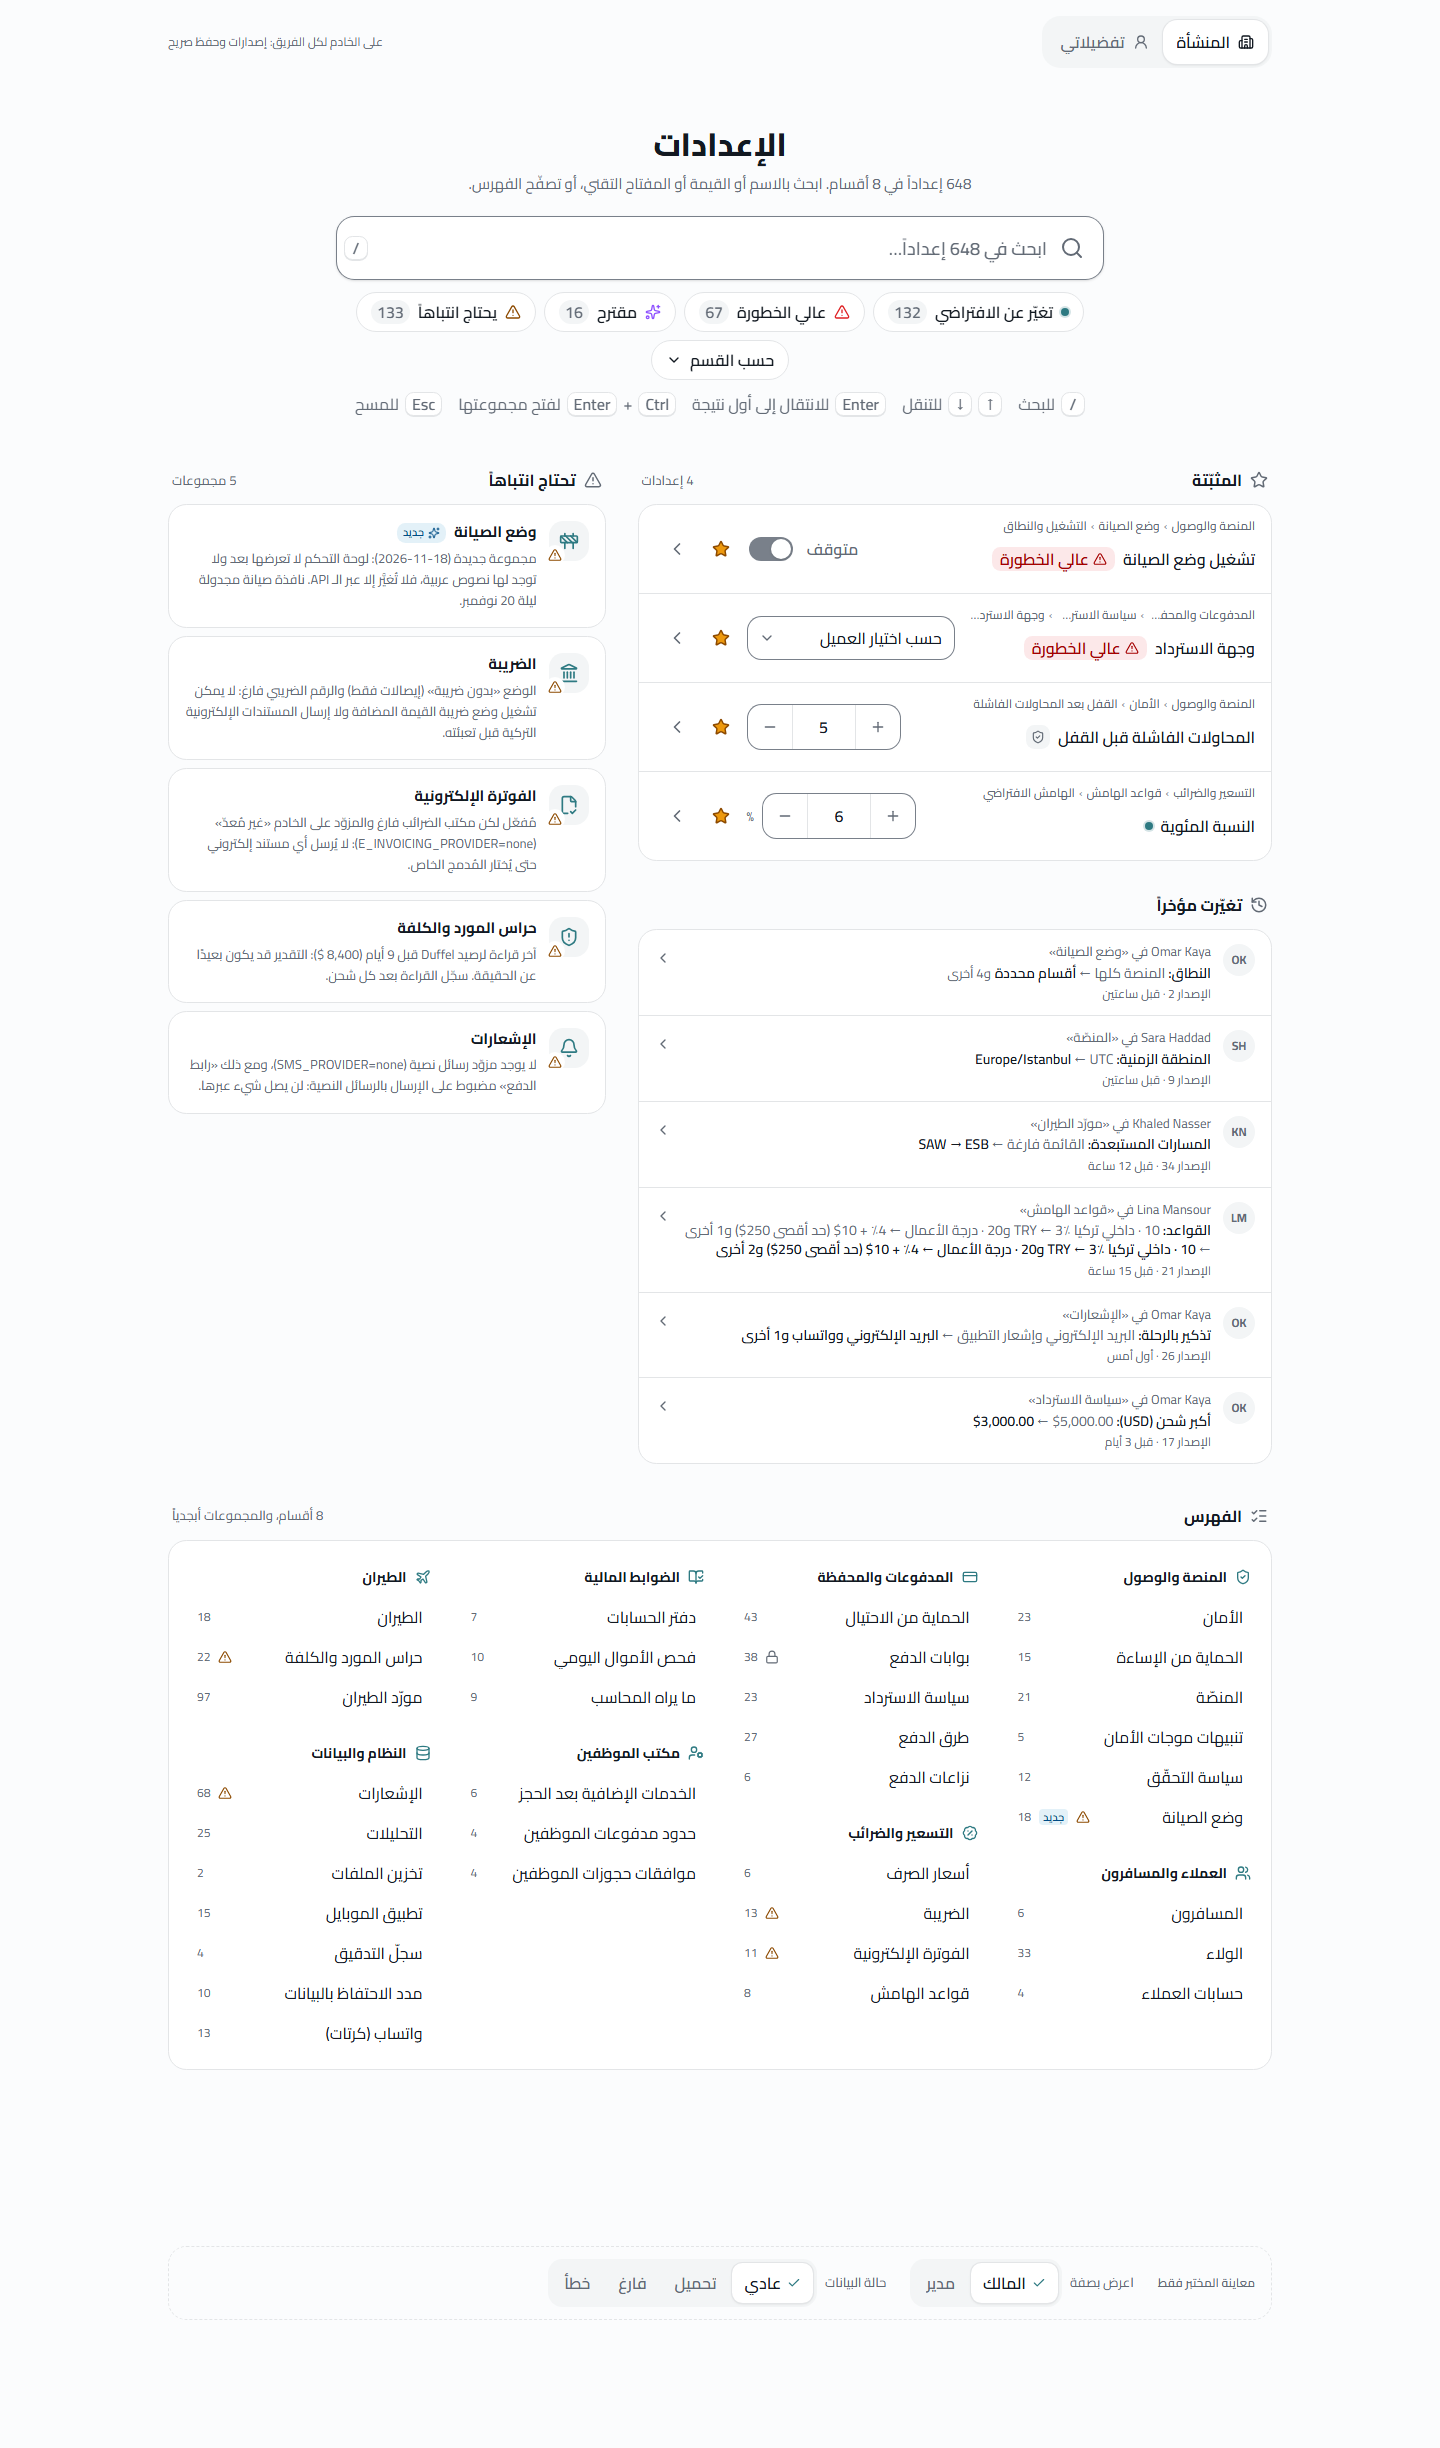 المنشأة
تفضيلاتي
على الخادم لكل الفريق: إصدارات وحفظ صريح
الإعدادات
648 إعداداً في 8 أقسام. ابحث بالاسم أو القيمة أو المفتاح التقني، أو تصفّح الفهرس.
ابحث في 648 إعداداً...
/
تغيّر عن الافتراضي 132
عالي الخطورة 67
مقترح 16
يحتاج انتباهاً 133
حسب القسم
/ للبحث ↑ ↓ للتنقل Enter للانتقال إلى أول نتيجة Ctrl + Enter لفتح مجموعتها Esc للمسح
المثبّتة
4 إعدادات
المنصة والوصول › وضع الصيانة › التشغيل والنطاق
تشغيل وضع الصيانة
عالي الخطورة
متوقف
المدفوعات والمحف... › سياسة الاستر... › وجهة الاسترد...
وجهة الاسترداد
عالي الخطورة
حسب اختيار العميل
المنصة والوصول › الأمان › القفل بعد المحاولات الفاشلة
المحاولات الفاشلة قبل القفل
+ 5 −
التسعير والضرائب › قواعد الهامش › الهامش الافتراضي
النسبة المئوية
+ 6 − %
تغيّرت مؤخراً
OK
Omar Kaya في «وضع الصيانة»
النطاق: المنصة كلها ← أقسام محددة و4 أخرى
الإصدار 2 · قبل ساعتين
SH
Sara Haddad في «المنصّة»
المنطقة الزمنية: UTC ← Europe/Istanbul
الإصدار 9 · قبل ساعتين
KN
Khaled Nasser في «مورّد الطيران»
المسارات المستبعدة: القائمة فارغة ← SAW → ESB
الإصدار 34 · قبل 12 ساعة
LM
Lina Mansour في «قواعد الهامش»
القواعد: 10 · داخلي تركيا TRY ← 3٪ و20 · درجة الأعمال ← 4٪ + 10$ (حد أقصى 250$) و1 أخرى
← 10 · داخلي تركيا TRY ← 3٪ و20 · درجة الأعمال ← 4٪ + 10$ (حد أقصى 250$) و2 أخرى
الإصدار 21 · قبل 15 ساعة
OK
Omar Kaya في «الإشعارات»
تذكير بالرحلة: البريد الإلكتروني وإشعار التطبيق ← البريد الإلكتروني وواتساب و1 أخرى
الإصدار 26 · أول أمس
OK
Omar Kaya في «سياسة الاسترداد»
أكبر شحن (USD): $5,000.00 ← $3,000.00
الإصدار 17 · قبل 3 أيام
تحتاج انتباهاً
5 مجموعات
وضع الصيانة
جديد
مجموعة جديدة (2026-11-18): لوحة التحكم لا تعرضها بعد ولا
توجد لها نصوص عربية، فلا تُغيَّر إلا عبر الـ API. نافذة صيانة مجدولة
ليلة 20 نوفمبر.
الضريبة
الوضع «بدون ضريبة» (إيصالات فقط) والرقم الضريبي فارغ: لا يمكن
تشغيل وضع ضريبة القيمة المضافة ولا إرسال المستندات الإلكترونية
التركية قبل تعبئته.
الفوترة الإلكترونية
مُفعّل لكن مكتب الضرائب فارغ والمزوّد على الخادم «غير مُعدّ»
(E_INVOICING_PROVIDER=none): لا يُرسل أي مستند إلكتروني
حتى يُختار المُدمج الخاص.
حراس المورد والكلفة
آخر قراءة لرصيد Duffel قبل 9 أيام (8,400 $): التقدير قد يكون بعيدًا
عن الحقيقة. سجّل القراءة بعد كل شحن.
الإشعارات
لا يوجد مزوّد رسائل نصية (SMS_PROVIDER=none)، ومع ذلك «رابط
الدفع» مضبوط على الإرسال بالرسائل النصية: لن يصل شيء عبرها.
الفهرس
8 أقسام، والمجموعات أبجدياً
المنصة والوصول
الأمان 23
الحماية من الإساءة 15
المنصّة 21
تنبيهات موجات الأمان 5
سياسة التحقّق 12
وضع الصيانة جديد 18
العملاء والمسافرون
المسافرون 6
الولاء 33
حسابات العملاء 4
المدفوعات والمحفظة
الحماية من الاحتيال 43
بوابات الدفع 38
سياسة الاسترداد 23
طرق الدفع 27
نزاعات الدفع 6
التسعير والضرائب
أسعار الصرف 6
الضريبة 13
الفوترة الإلكترونية 11
قواعد الهامش 8
الضوابط المالية
دفتر الحسابات 7
فحص الأموال اليومي 10
ما يراه المحاسب 9
مكتب الموظفين
الخدمات الإضافية بعد الحجز 6
حدود مدفوعات الموظفين 4
موافقات حجوزات الموظفين 4
الطيران
الطيران 18
حراس المورد والكلفة 22
مورّد الطيران 97
النظام والبيانات
الإشعارات 68
التحليلات 25
تخزين الملفات 2
تطبيق الموبايل 15
سجلّ التدقيق 4
مدد الاحتفاظ بالبيانات 10
واتساب (كرتات) 13
معاينة المختبر فقط
اعرض بصفة
المالك
مدير
حالة البيانات
عادي
تحميل
فارغ
خطأ